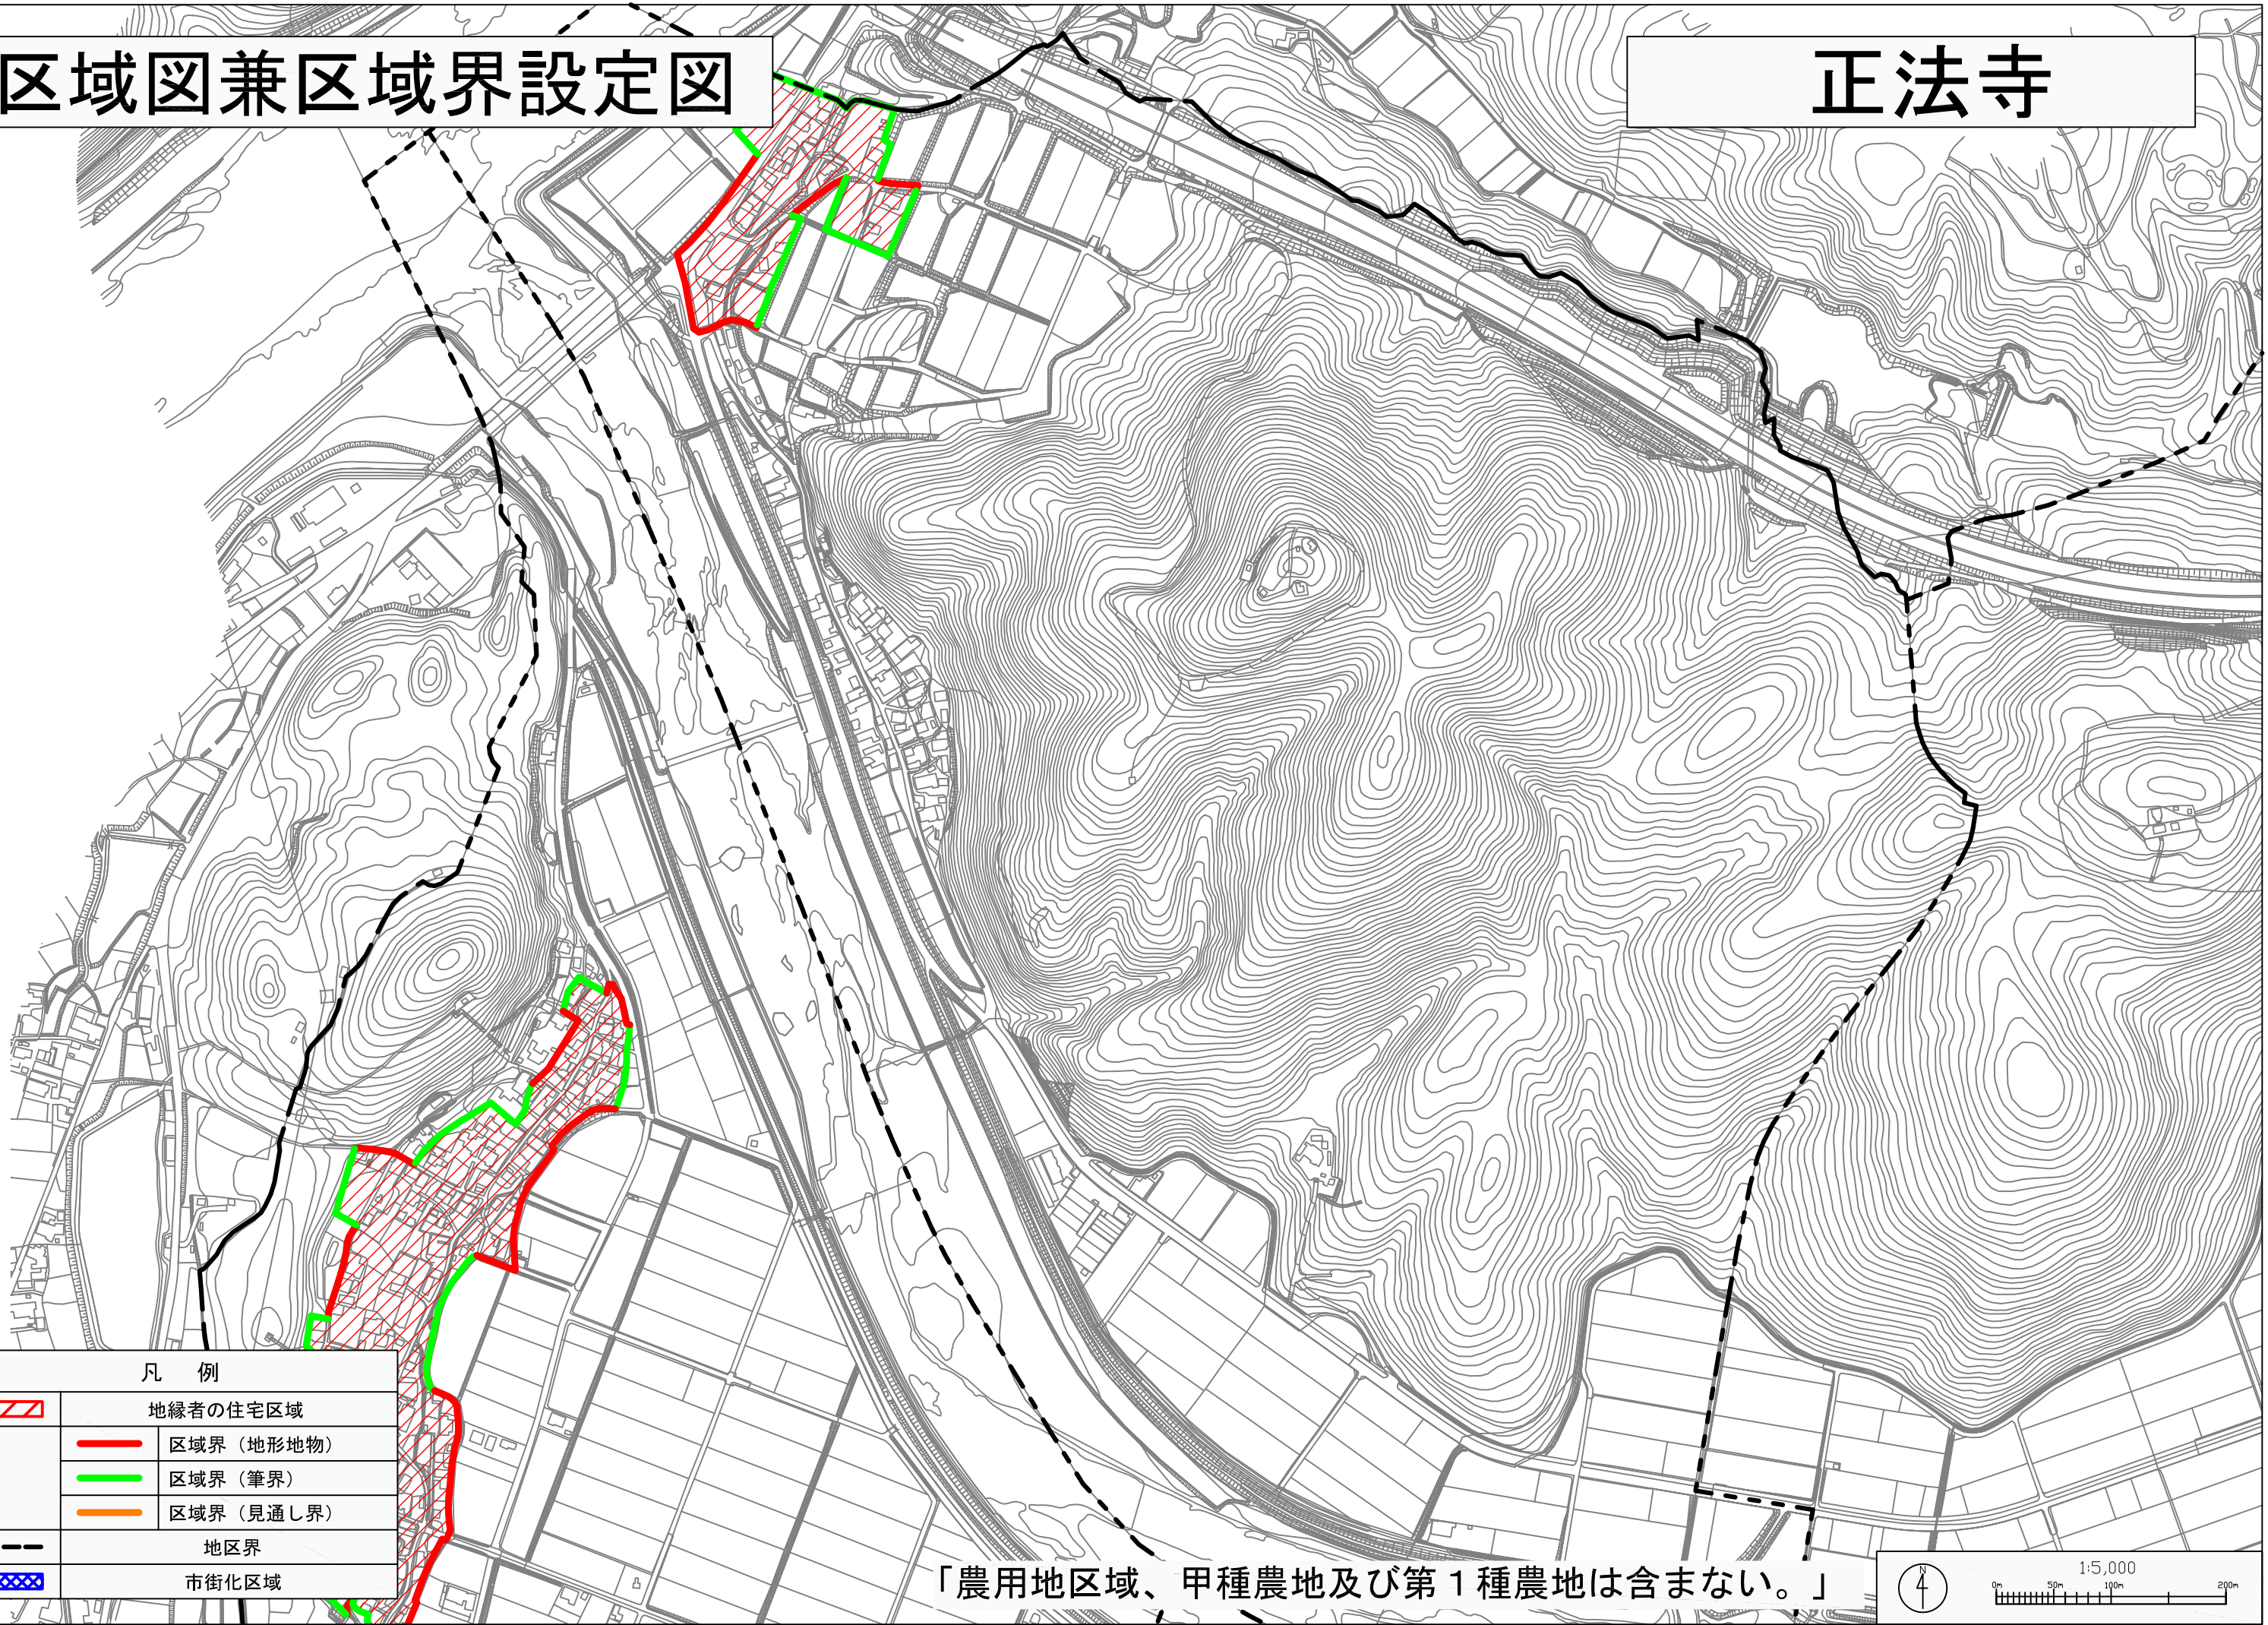 区域図兼区域界設定図
正法寺
凡 例
地縁者の住宅区域
区域界（地形地物）
区域界（筆界）
区域界（見通し界）
地区界
市街化区域
「農用地区域、甲種農地及び第１種農地は含まない。」
N
1:5,000
0m 50m 100m 200m